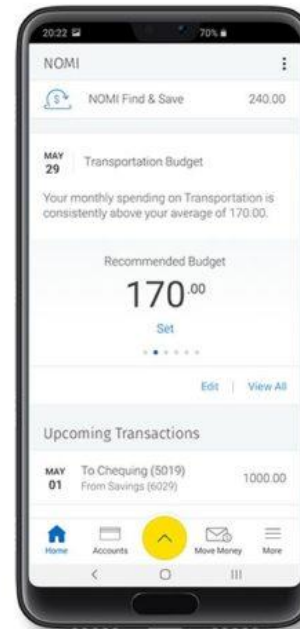 20:22 70%
NOMI
NOMI Find & Save 240.00
MAY
29
Transportation Budget
Your monthly spending on Transportation is
consistently above your average of 170.00.
Recommended Budget
170.00
Set
Edit | View All
Upcoming Transactions
MAY
01
To Chequing (5019)
From Savings (6029)
1000.00
Home Accounts Move Money More